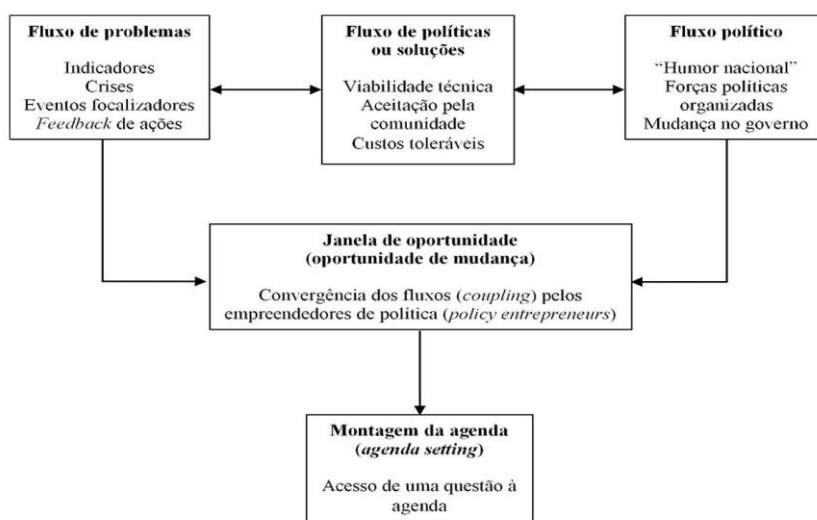 Fluxo de problemas
Indicadores
Crises
Eventos focalizadores
Feedback de ações
Fluxo de políticas
ou soluções
Viabilidade técnica
Aceitação pela
comunidade
Custos toleráveis
Fluxo político
“Humor nacional”
Forças políticas
organizadas
Mudança no governo
Janela de oportunidade
(oportunidade de mudança)
Convergência dos fluxos (coupling) pelos
empreendedores de política (policy entrepreneurs)
Montagem da agenda
(agenda setting)
Acesso de uma questão à
agenda